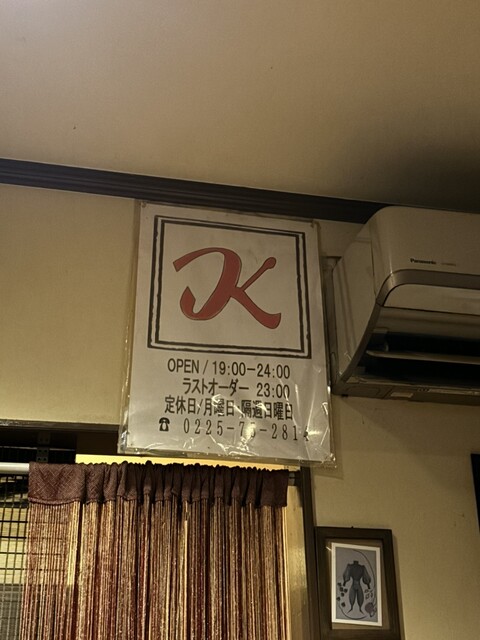 K
OPEN / 19:00-24:00
ラストオーダー 23:00
定休日/月曜日・隔週日曜日
☎
Panasonic